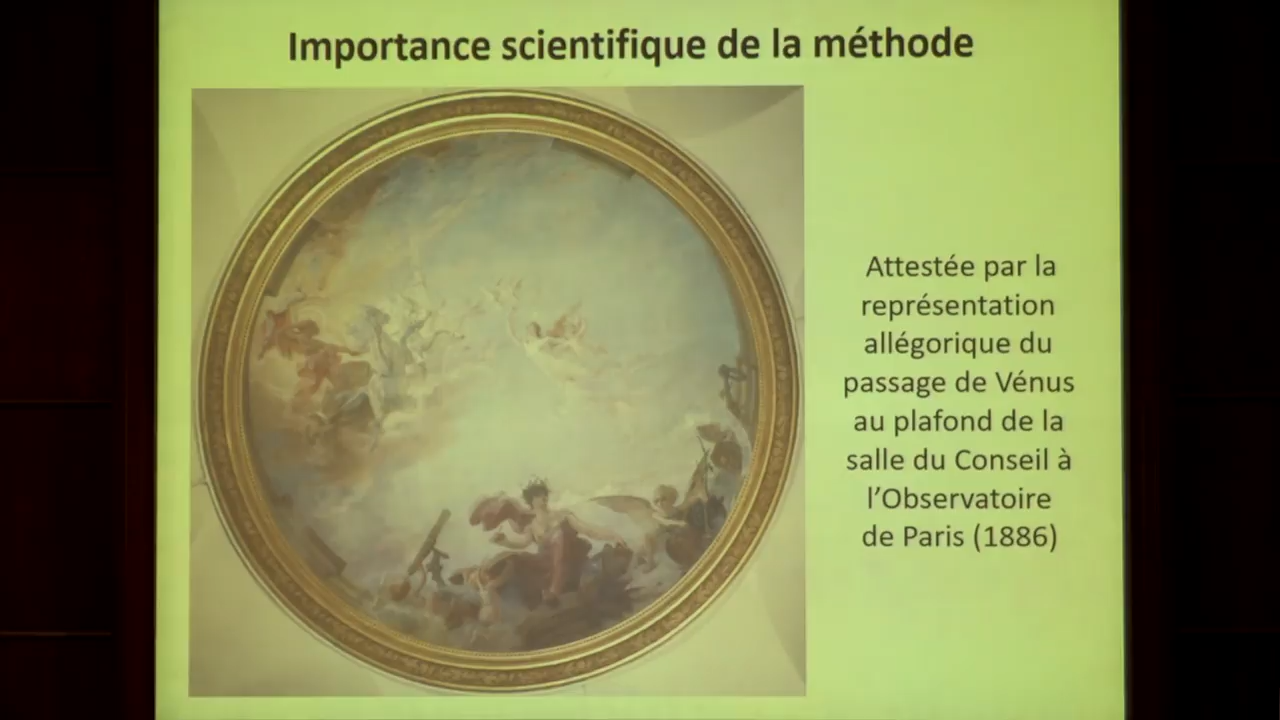 Importance scientifique de la méthode
Attestée par la
représentation
allégorique du
passage de Vénus
au plafond de la
salle du Conseil à
l’Observatoire
de Paris (1886)